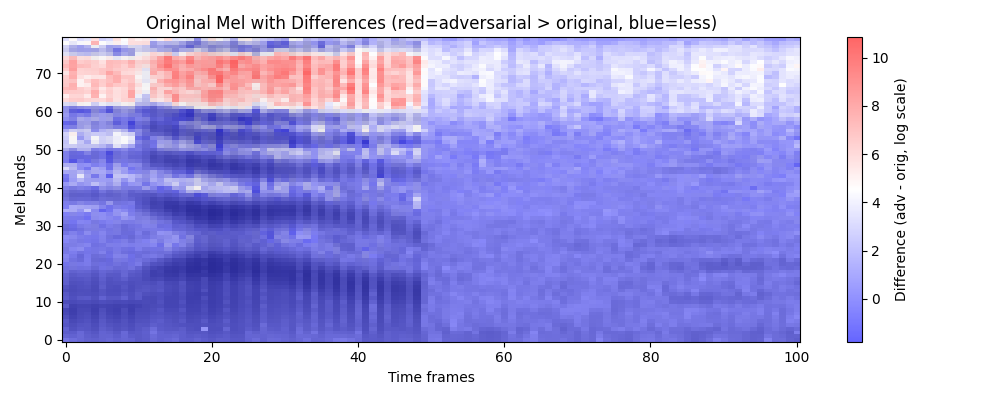 Original Mel with Differences (red=adversarial > original, blue=less)
Mel bands
70
60
50
40
30
20
10
0
0 20 40 60 80 100
Time frames
10
8
6
4
2
0
Difference (adv - orig, log scale)